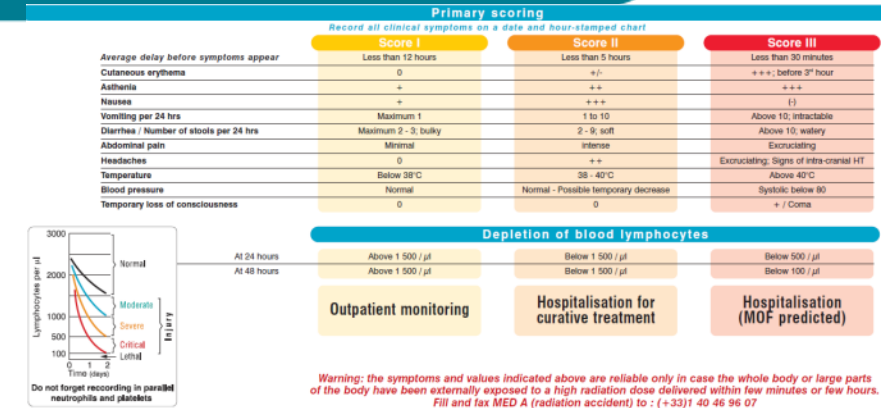 Primary scoring
Record all clinical symptoms on a date and hour-stamped chart
Score I Score II Score III
Average delay before symptoms appear Less than 12 hours Less than 5 hours Less than 30 minutes
Cutaneous erythema 0 +/- +++; before 3rd hour
Asthenia + ++ +++
Nausea + +++ (-)
Vomiting per 24 hrs Maximum 1 1 to 10 Above 10; intractable
Diarrhea / Number of stools per 24 hrs Maximum 2 - 3; bulky 2 - 9; soft Above 10; watery
Abdominal pain Minimal Intense Excruciating
Headaches 0 ++ Excruciating; Signs of intra-cranial HT
Temperature Below 38°C 38 - 40°C Above 40°C
Blood pressure Normal Normal - Possible temporary decrease Systolic below 80
Temporary loss of consciousness 0 0 + / Coma
Depletion of blood lymphocytes
At 24 hours Above 1 500 / µl Below 1 500 / µl Below 500 / µl
At 48 hours Above 1 500 / µl Below 1 500 / µl Below 100 / µl
Outpatient monitoring
Hospitalisation for
curative treatment
Hospitalisation
(MOF predicted)
Lymphocytes per µl
3000
2000
1000
500
100
Normal
Moderate
Severe
Critical
Lethal
Injury
0 1 2
Time (days)
Do not forget reccording in parallel
neutrophils and platelets
Warning: the symptoms and values indicated above are reliable only in case the whole body or large parts
of the body have been externally exposed to a high radiation dose delivered within few minutes or few hours.
Fill and fax MED A (radiation accident) to : (+33)1 40 46 96 07